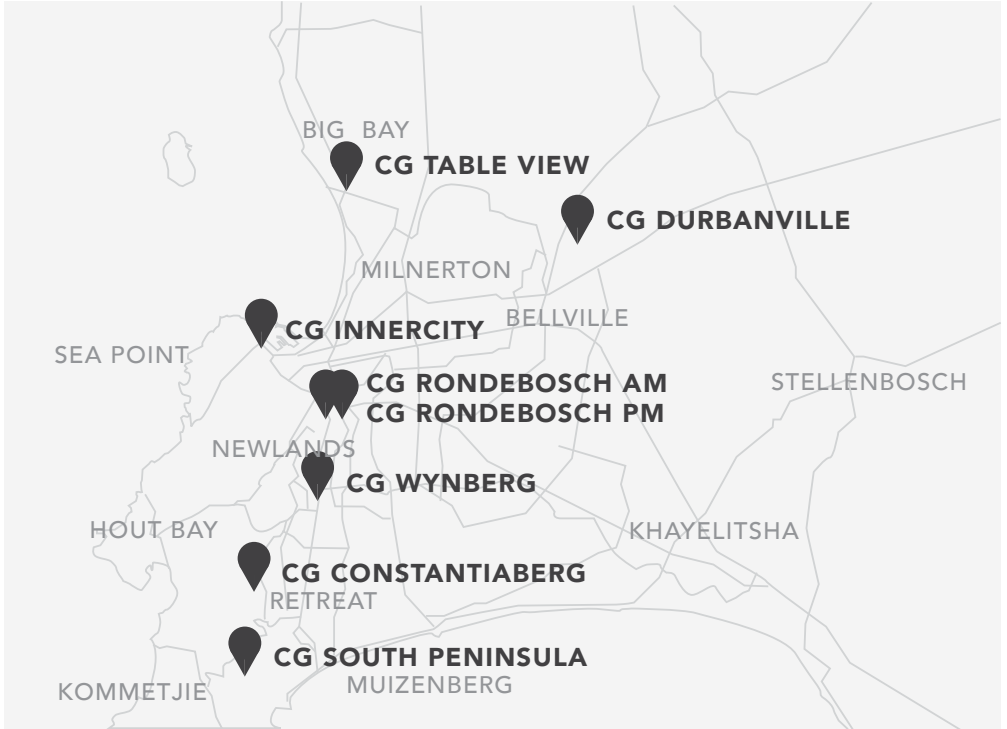 BIG BAY
CG TABLE VIEW
CG DURBANVILLE
MILNERTON
BELLVILLE
CG INNERCITY
SEA POINT
CG RONDEBOSCH AM
STELLENBOSCH
CG RONDEBOSCH PM
NEWLANDS
CG WYNBERG
HOUT BAY
KHAYELITSHA
CG CONSTANTIABERG
RETREAT
CG SOUTH PENINSULA
MUIZENBERG
KOMMETJIE